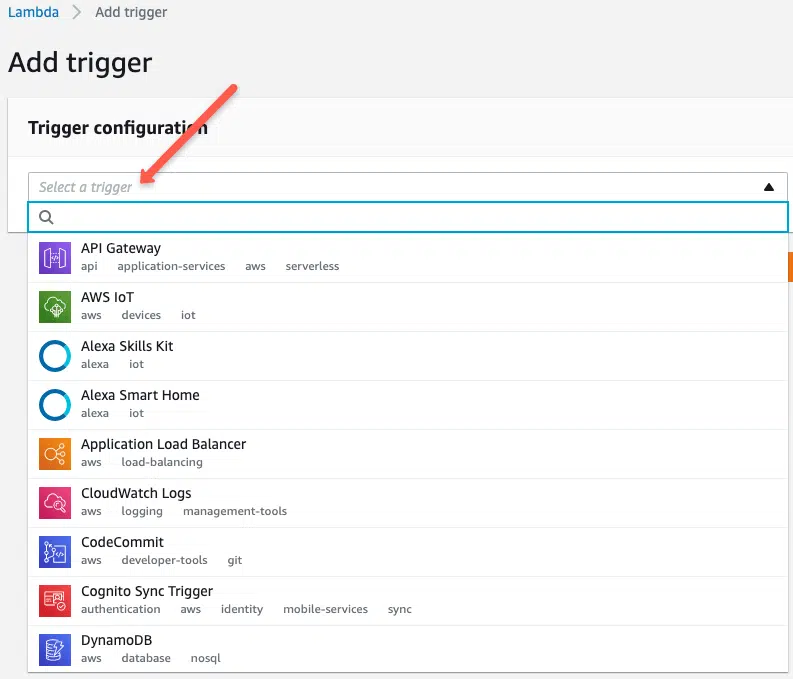 Lambda > Add trigger
Add trigger
Trigger configuration
Select a trigger
API Gateway
api application-services aws serverless
AWS IoT
aws devices iot
Alexa Skills Kit
alexa iot
Alexa Smart Home
alexa iot
Application Load Balancer
aws load-balancing
CloudWatch Logs
aws logging management-tools
CodeCommit
aws developer-tools git
Cognito Sync Trigger
authentication aws identity mobile-services sync
DynamoDB
aws database nosql